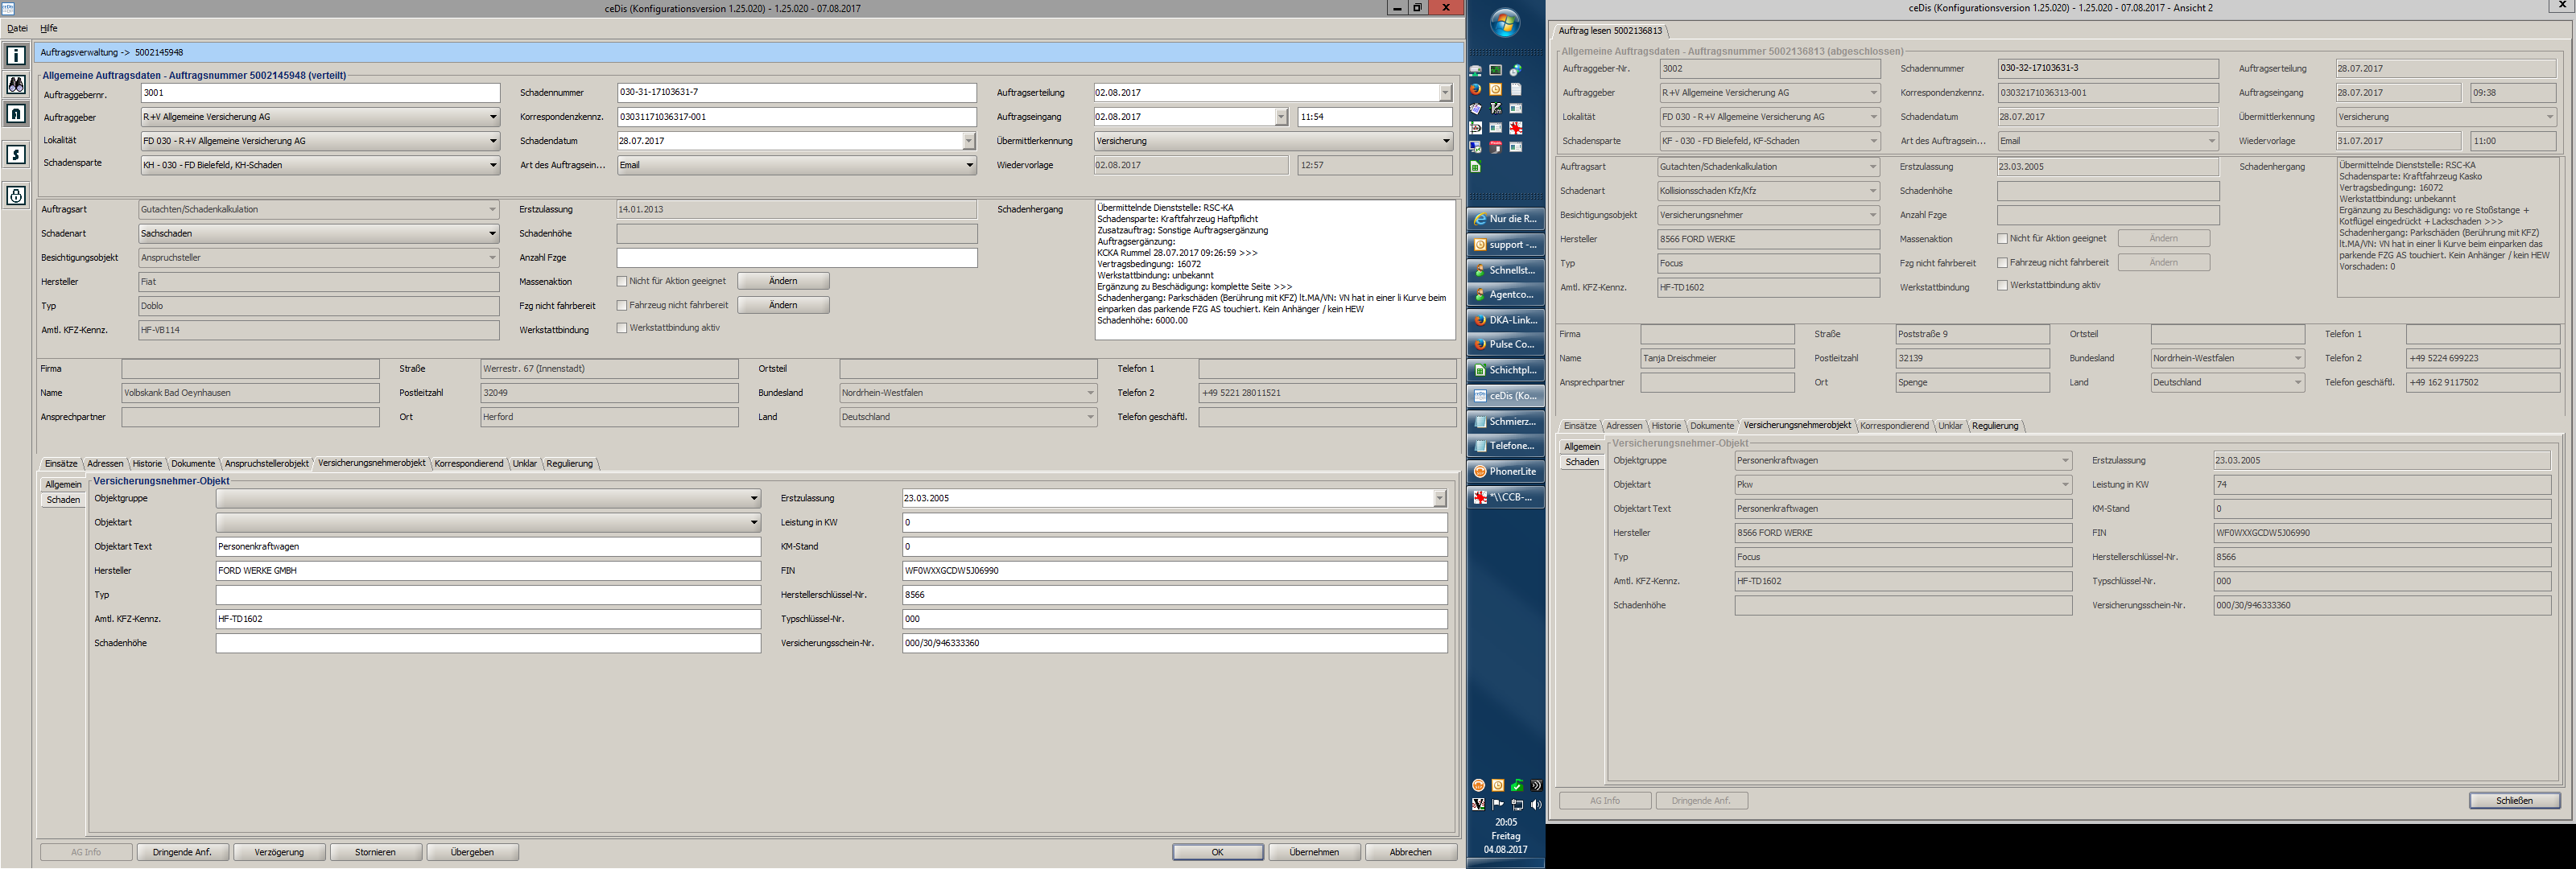 ceDis (Konfigurationsversion 1.25.020) - 1.25.020 - 07.08.2017
Datei Hilfe
Auftragsverwaltung -> 5002145948
Allgemeine Auftragsdaten - Auftragsnummer 5002145948 (verteilt)
Auftraggebernr. 3001 Schadennummer 030-31-17103631-7 Auftragserteilung 02.08.2017
Auftraggeber R+V Allgemeine Versicherung AG Korrespondenzkennz. 03031171036317-001 Auftragseingang 02.08.2017 11:54
Lokalität FD 030 - R+V Allgemeine Versicherung AG Schadendatum 28.07.2017 Übermittlerkennung Versicherung
Schadensparte KH - 030 - FD Bielefeld, KH-Schaden Art des Auftragsein... Email Wiedervorlage 02.08.2017 12:57
Auftragsart Gutachten/Schadenkalkulation Erstzulassung 14.01.2013 Schadenhergang
Schadenart Sachschaden Schadenhöhe
Besichtigungsobjekt Anspruchsteller Anzahl Fzge
Hersteller Fiat Massenaktion Nicht für Aktion geeignet Ändern
Typ Doblo Fzg nicht fahrbereit Fahrzeug nicht fahrbereit Ändern
Amtl. KFZ-Kennz. HF-VB114 Werkstattbindung Werkstattbindung aktiv
Übermittelnde Dienststelle: RSC-KA
Schadensparte: Kraftfahrzeug Haftpflicht
Zusatzauftrag: Sonstige Auftragsergänzung
Auftragsergänzung:
KCKA Rummel 28.07.2017 09:26:59 >>>
Vertragsbedingung: 16072
Werkstattbindung: unbekannt
Ergänzung zu Beschädigung: komplette Seite >>>
Schadenhergang: Parkschäden (Berührung mit KFZ) lt.MA/VN: VN hat in einer li Kurve beim
einparken das parkende FZG AS touchiert. Kein Anhänger / kein HEW
Schadenhöhe: 6000.00
Firma Straße Werrestr. 67 (Innenstadt) Ortsteil Telefon 1
Name Volbskank Bad Oeynhausen Postleitzahl 32049 Bundesland Nordrhein-Westfalen Telefon 2 +49 5221 28011521
Ansprechpartner Ort Herford Land Deutschland Telefon geschäftl.
Einsätze Adressen Historie Dokumente Anspruchstellerobjekt Versicherungsnehmerobjekt Korrespondierend Unklar Regulierung
Allgemein
Schaden
Versicherungsnehmer-Objekt
Objektgruppe Erstzulassung 23.03.2005
Objektart Leistung in KW 0
Objektart Text Personenkraftwagen KM-Stand 0
Hersteller FORD WERKE GMBH FIN WF0WXXGCDW5J06990
Typ Herstellerschlüssel-Nr. 8566
Amtl. KFZ-Kennz. HF-TD1602 Typschlüssel-Nr. 000
Schadenhöhe Versicherungsschein-Nr. 000/30/946333360
AG Info Dringende Anf. Verzögerung Stornieren Übergeben OK Übernehmen Abbrechen
Nur die R...
support -...
Schnellst...
Agentco...
DKA-Link...
Pulse Co...
Schichtpl...
ceDis (Ko...
Schmierz...
Telefone...
PhonerLite
*\\CCB-...
20:05
Freitag
04.08.2017
ceDis (Konfigurationsversion 1.25.020) - 1.25.020 - 07.08.2017 - Ansicht 2
Auftrag lesen 5002136813
Allgemeine Auftragsdaten - Auftragsnummer 5002136813 (abgeschlossen)
Auftraggeber-Nr. 3002 Schadennummer 030-32-17103631-3 Auftragserteilung 28.07.2017
Auftraggeber R+V Allgemeine Versicherung AG Korrespondenzkennz. 03032171036313-001 Auftragseingang 28.07.2017 09:38
Lokalität FD 030 - R+V Allgemeine Versicherung AG Schadendatum 28.07.2017 Übermittlerkennung Versicherung
Schadensparte KF - 030 - FD Bielefeld, KF-Schaden Art des Auftragsein... Email Wiedervorlage 31.07.2017 11:00
Auftragsart Gutachten/Schadenkalkulation Erstzulassung 23.03.2005 Schadenhergang
Schadenart Kollisionsschaden Kfz/Kfz Schadenhöhe
Besichtigungsobjekt Versicherungsnehmer Anzahl Fzge
Hersteller 8566 FORD WERKE Massenaktion Nicht für Aktion geeignet Ändern
Typ Focus Fzg nicht fahrbereit Fahrzeug nicht fahrbereit Ändern
Amtl. KFZ-Kennz. HF-TD1602 Werkstattbindung Werkstattbindung aktiv
Übermittelnde Dienststelle: RSC-KA
Schadensparte: Kraftfahrzeug Kasko
Vertragsbedingung: 16072
Werkstattbindung: unbekannt
Ergänzung zu Beschädigung: vo re Stoßstange +
Kotflügel eingedrückt + Lackschaden >>>
Schadenhergang: Parkschäden (Berührung mit KFZ)
lt.MA/VN: VN hat in einer li Kurve beim einparken das
parkende FZG AS touchiert. Kein Anhänger / kein HEW
Vorschaden: 0
Firma Straße Poststraße 9 Ortsteil Telefon 1
Name Tanja Dreischmeier Postleitzahl 32139 Bundesland Nordrhein-Westfalen Telefon 2 +49 5224 699223
Ansprechpartner Ort Spenge Land Deutschland Telefon geschäftl. +49 162 9117502
Einsätze Adressen Historie Dokumente Versicherungsnehmerobjekt Korrespondierend Unklar Regulierung
Allgemein
Schaden
Versicherungsnehmer-Objekt
Objektgruppe Personenkraftwagen Erstzulassung 23.03.2005
Objektart Pkw Leistung in KW 74
Objektart Text Personenkraftwagen KM-Stand 0
Hersteller 8566 FORD WERKE FIN WF0WXXGCDW5J06990
Typ Focus Herstellerschlüssel-Nr. 8566
Amtl. KFZ-Kennz. HF-TD1602 Typschlüssel-Nr. 000
Schadenhöhe Versicherungsschein-Nr. 000/30/946333360
AG Info Dringende Anf. Schließen